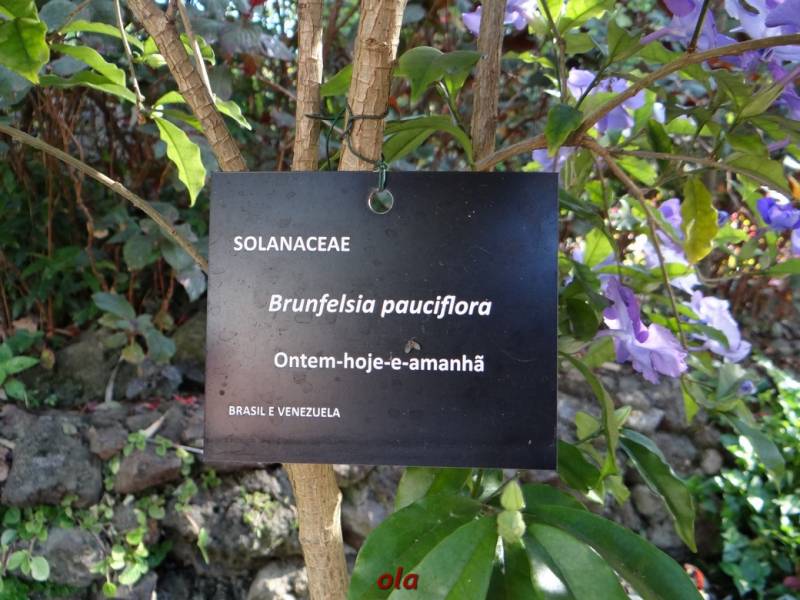 SOLANACEAE
Brunfelsia pauciflora
Ontem-hoje-e-amanhã
BRASIL E VENEZUELA
ola